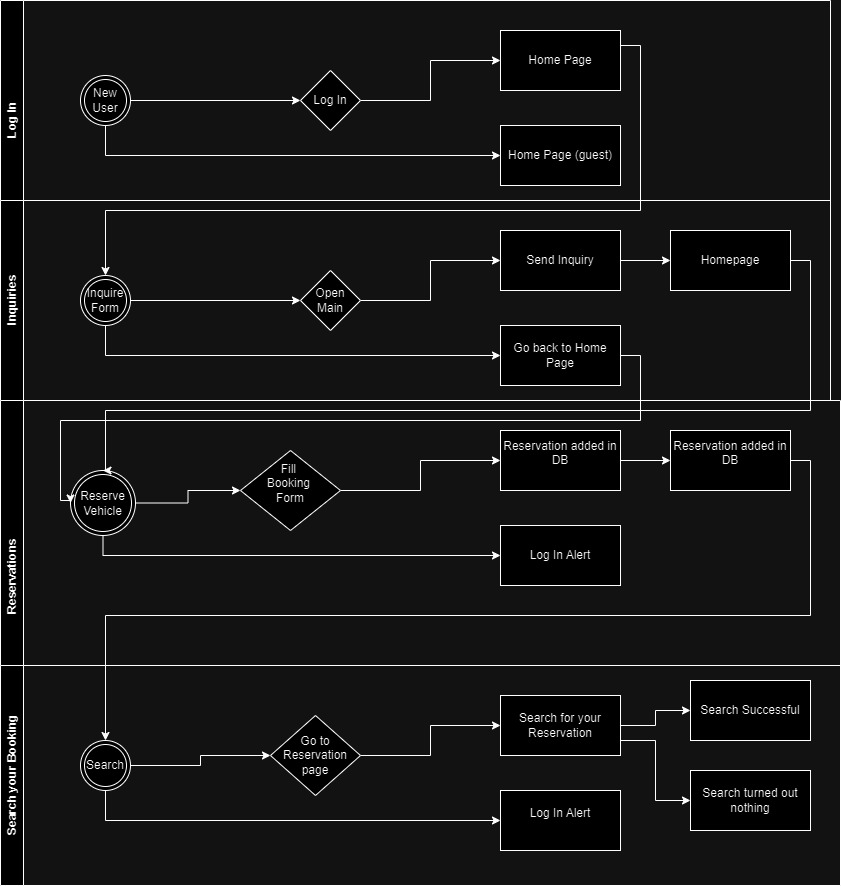 Log In
New
User
Log In
Home Page
Home Page (guest)
Inquiries
Inquire
Form
Open
Main
Send Inquiry
Homepage
Go back to Home
Page
Reservations
Reserve
Vehicle
Fill
Booking
Form
Reservation added in
DB
Reservation added in
DB
Log In Alert
Search your Booking
Search
Go to
Reservation
page
Search for your
Reservation
Search Successful
Log In Alert
Search turned out
nothing